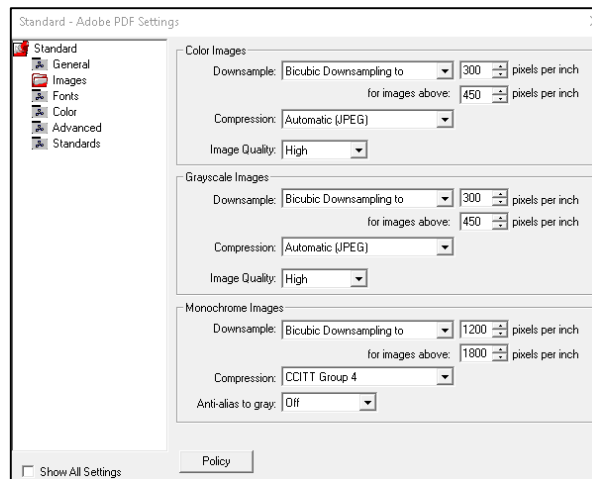 Standard - Adobe PDF Settings
Standard
General
Images
Fonts
Color
Advanced
Standards
Show All Settings
Color Images
Downsample: Bicubic Downsampling to 300 pixels per inch
for images above: 450 pixels per inch
Compression: Automatic (JPEG)
Image Quality: High
Grayscale Images
Downsample: Bicubic Downsampling to 300 pixels per inch
for images above: 450 pixels per inch
Compression: Automatic (JPEG)
Image Quality: High
Monochrome Images
Downsample: Bicubic Downsampling to 1200 pixels per inch
for images above: 1800 pixels per inch
Compression: CCITT Group 4
Anti-alias to gray: Off
Policy